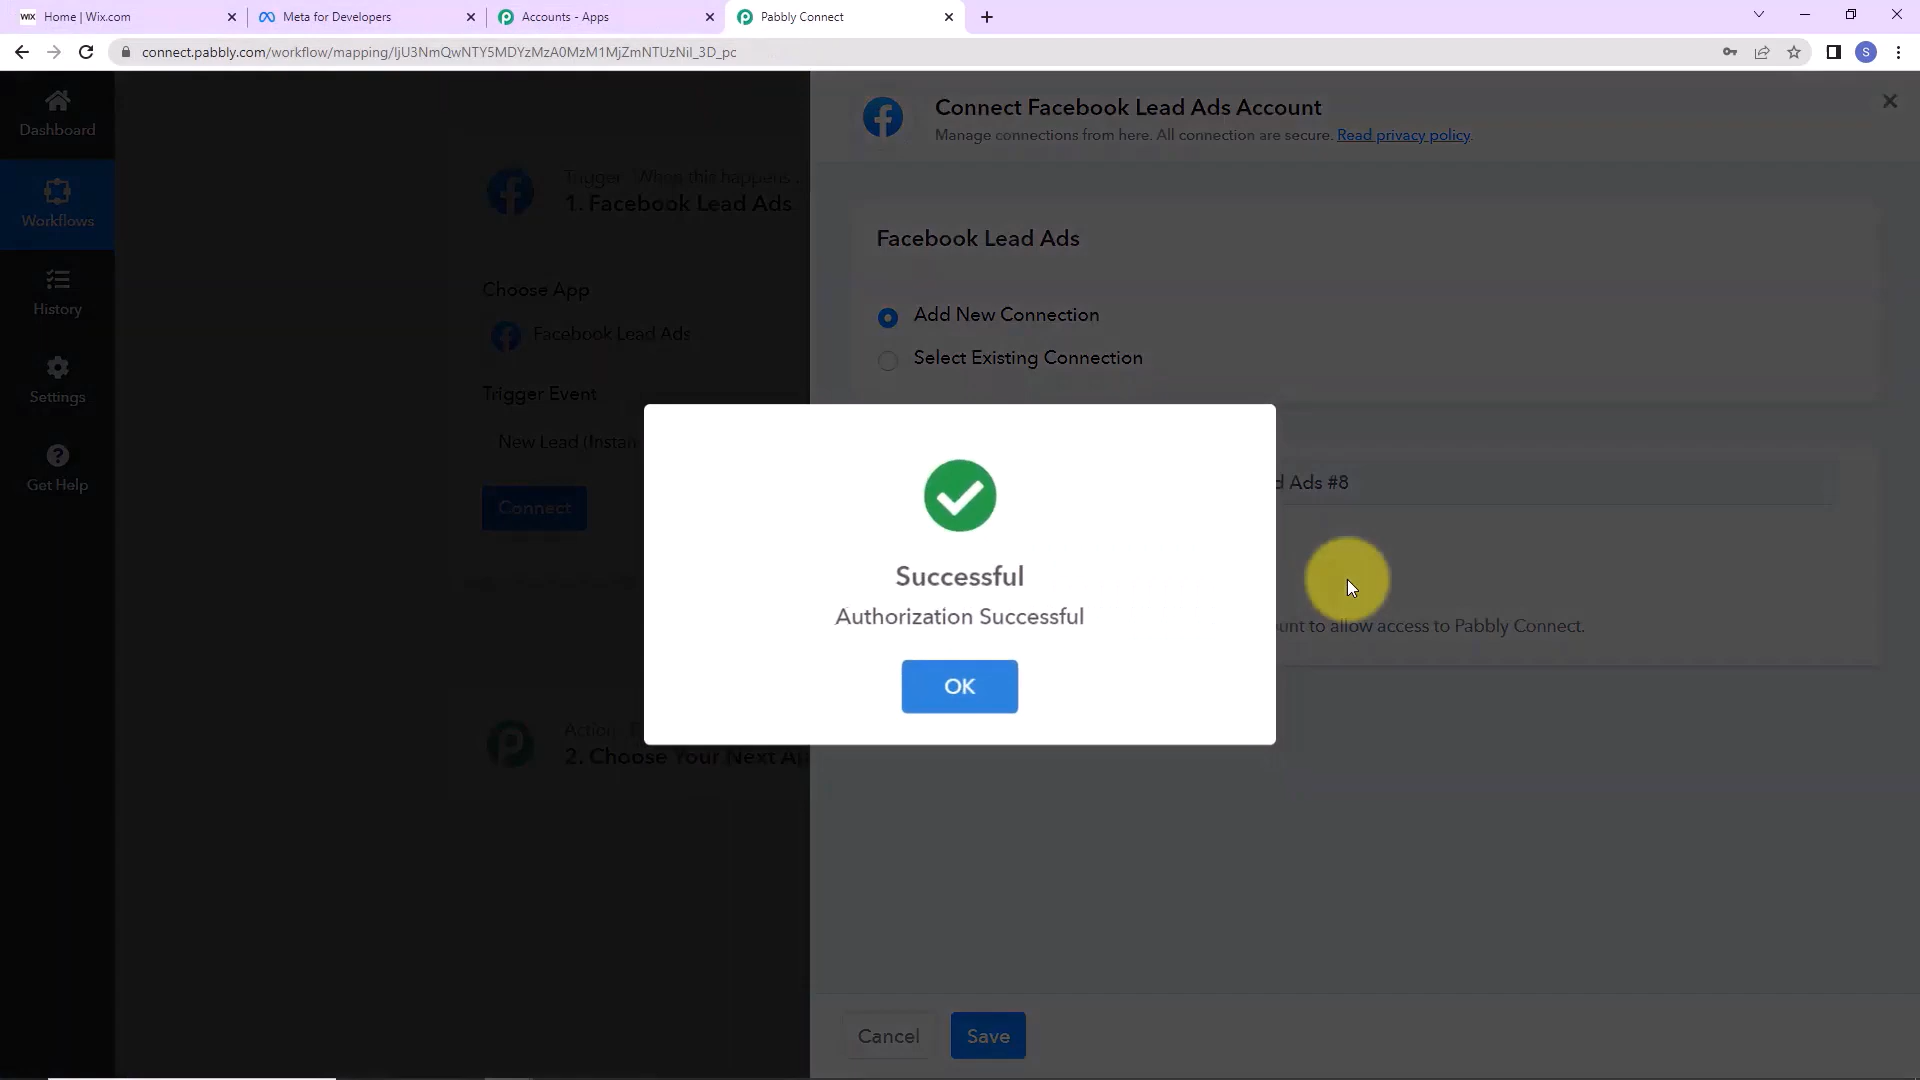 WIX Home | Wix.com
Meta for Developers
Accounts - Apps
Pabbly Connect
connect.pabbly.com/workflow/mapping/IjU3NmQwNTY5MDYzMzA0MzM1MjZmNTUzNiI_3D_pc
S
Dashboard
Workflows
History
Settings
Get Help
Trigger When this happens...
1. Facebook Lead Ads
Choose App
Facebook Lead Ads
Trigger Event
New Lead (Instan
Connect
Action
2. Choose Your Next Ap
Connect Facebook Lead Ads Account
Manage connections from here. All connection are secure. Read privacy policy.
Facebook Lead Ads
Add New Connection
Select Existing Connection
d Ads #8
unt to allow access to Pabbly Connect.
Cancel
Save
Successful
Authorization Successful
OK